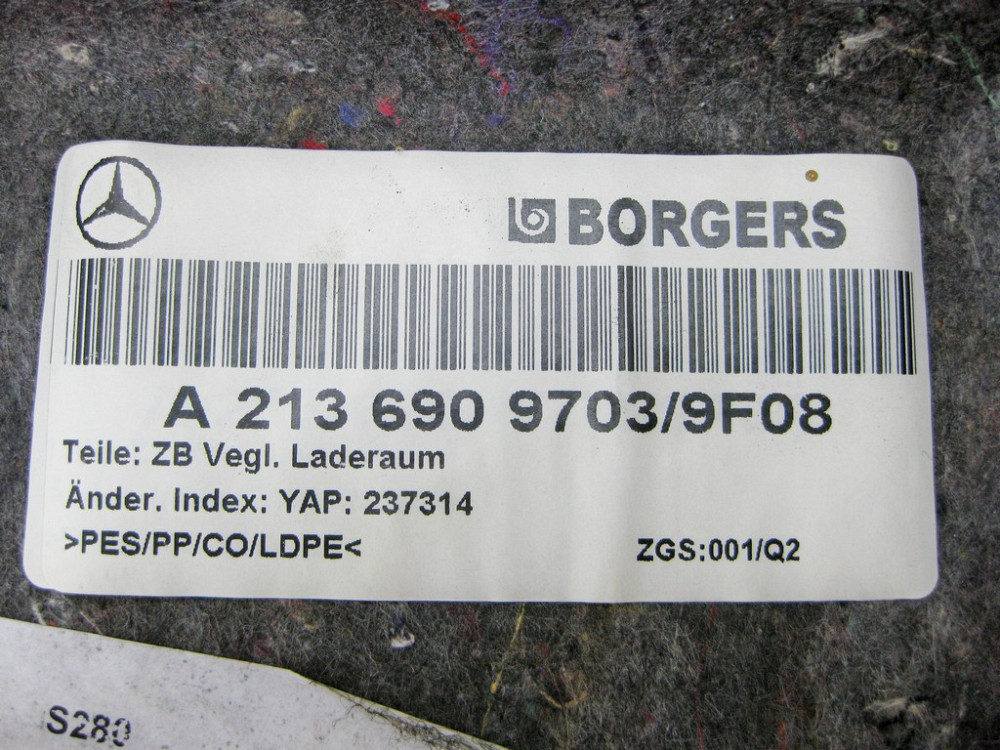 BORGERS
A 213 690 9703/9F08
Teile: ZB Vegl. Laderaum
Änder. Index: YAP: 237314
>PES/PP/CO/LDPE<
ZGS:001/Q2
S280